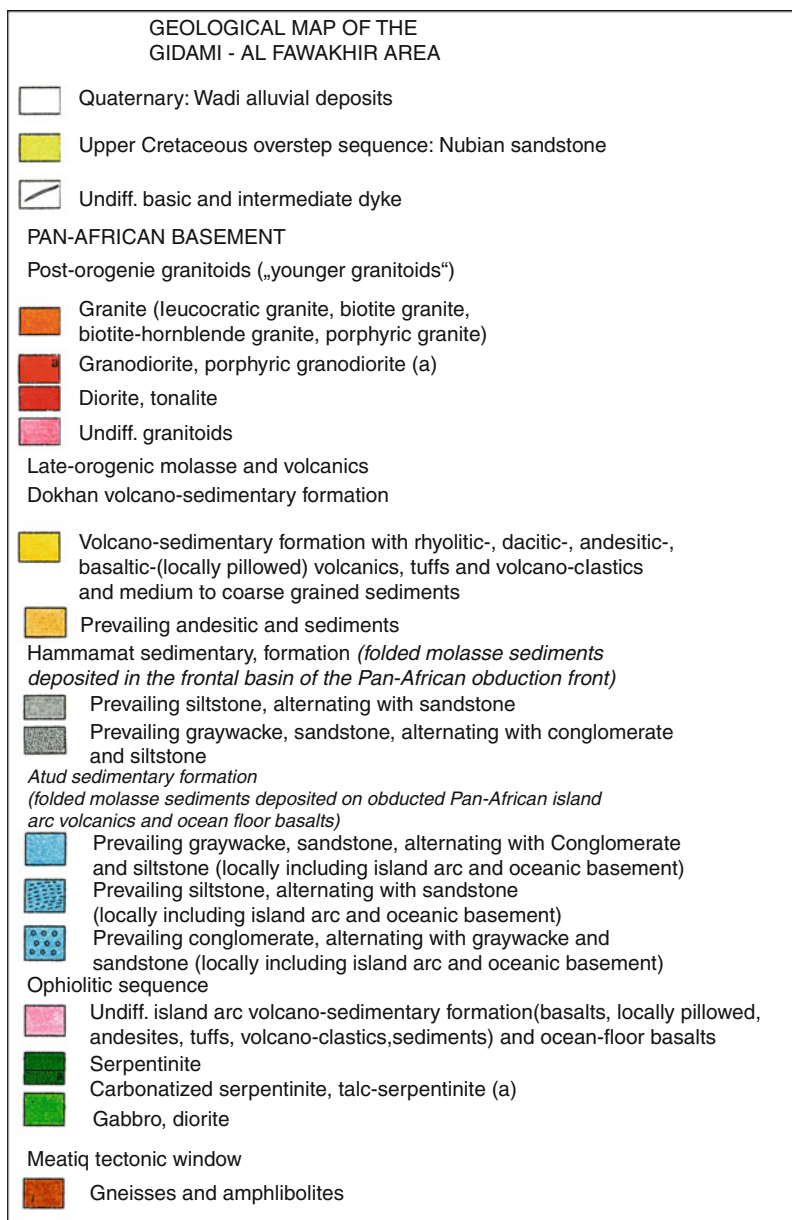 GEOLOGICAL MAP OF THE
GIDAMI - AL FAWAKHIR AREA
Quaternary: Wadi alluvial deposits
Upper Cretaceous overstep sequence: Nubian sandstone
Undiff. basic and intermediate dyke
PAN-AFRICAN BASEMENT
Post-orogenie granitoids („younger granitoids“)
Granite (leucocratic granite, biotite granite,
biotite-hornblende granite, porphyric granite)
a
Granodiorite, porphyric granodiorite (a)
Diorite, tonalite
Undiff. granitoids
Late-orogenic molasse and volcanics
Dokhan volcano-sedimentary formation
Volcano-sedimentary formation with rhyolitic-, dacitic-, andesitic-,
basaltic-(locally pillowed) volcanics, tuffs and volcano-clastics
and medium to coarse grained sediments
Prevailing andesitic and sediments
Hammamat sedimentary, formation (folded molasse sediments
deposited in the frontal basin of the Pan-African obduction front)
Prevailing siltstone, alternating with sandstone
Prevailing graywacke, sandstone, alternating with conglomerate
and siltstone
Atud sedimentary formation
(folded molasse sediments deposited on obducted Pan-African island
arc volcanics and ocean floor basalts)
Prevailing graywacke, sandstone, alternating with Conglomerate
and siltstone (locally including island arc and oceanic basement)
Prevailing siltstone, alternating with sandstone
(locally including island arc and oceanic basement)
Prevailing conglomerate, alternating with graywacke and
sandstone (locally including island arc and oceanic basement)
Ophiolitic sequence
Undiff. island arc volcano-sedimentary formation(basalts, locally pillowed,
andesites, tuffs, volcano-clastics,sediments) and ocean-floor basalts
Serpentinite
a
Carbonatized serpentinite, talc-serpentinite (a)
Gabbro, diorite
Meatiq tectonic window
Gneisses and amphlibolites